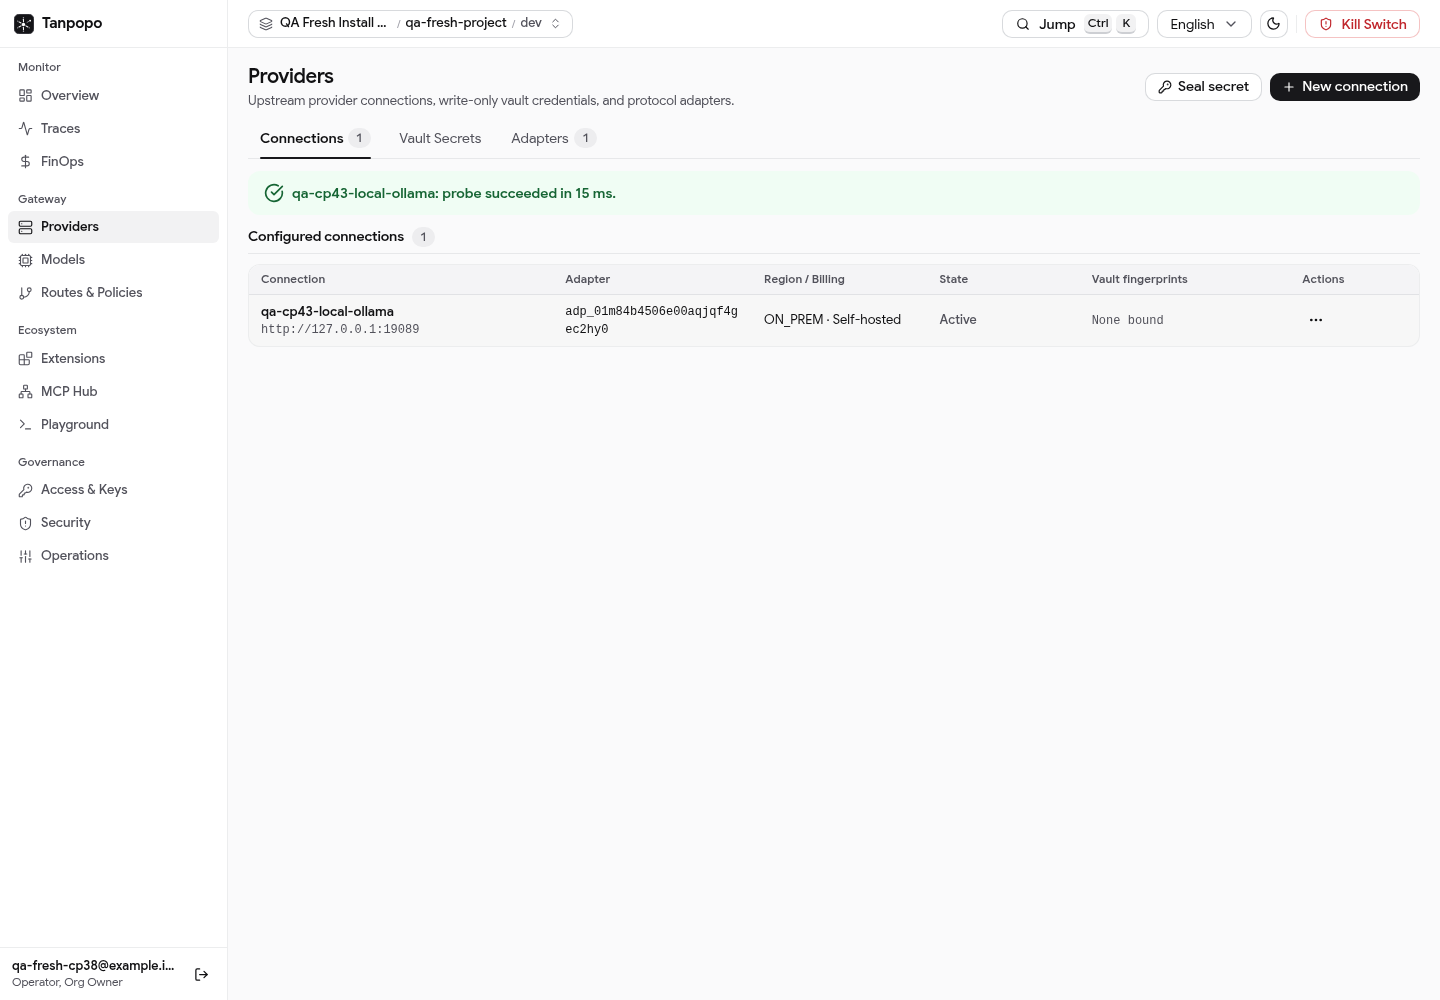 Tanpopo
QA Fresh Install ... / qa-fresh-project / dev
Jump Ctrl K
English
Kill Switch
Monitor
Overview
Traces
FinOps
Gateway
Providers
Models
Routes & Policies
Ecosystem
Extensions
MCP Hub
Playground
Governance
Access & Keys
Security
Operations
qa-fresh-cp38@example.i...
Operator, Org Owner
Providers
Upstream provider connections, write-only vault credentials, and protocol adapters.
Seal secret
New connection
Connections 1
Vault Secrets
Adapters 1
qa-cp43-local-ollama: probe succeeded in 15 ms.
Configured connections 1
Connection Adapter Region / Billing State Vault fingerprints Actions
qa-cp43-local-ollama
http://127.0.0.1:19089
adp_01m84b4506e00aqjqf4g
ec2hy0
ON_PREM · Self-hosted
Active
None bound